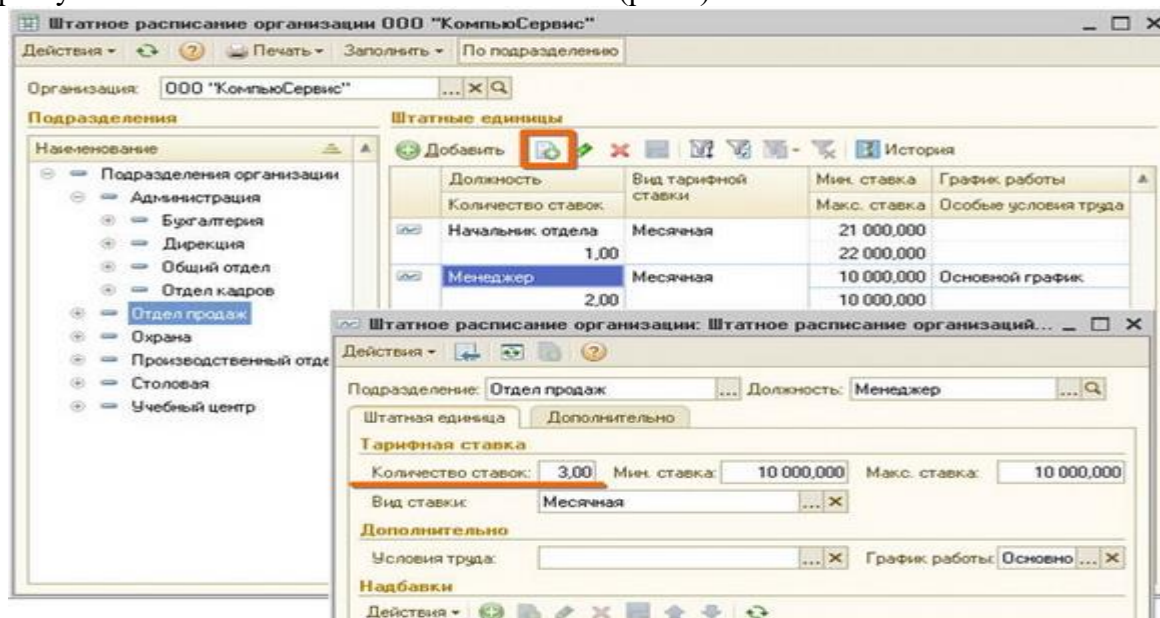 Штатное расписание организации ООО "КомпьюСервис"
Действия ? Печать Заполнить По подразделению
Организация: ООО "КомпьюСервис" ... ×
Подразделения
Штатные единицы
Наименование
Добавить История
Подразделения организации
Администрация
Бухгалтерия
Дирекция
Общий отдел
Отдел кадров
Отдел продаж
Охрана
Производственный отде
Столовая
Учебный центр
Должность Вид тарифной ставки Мин. ставка График работы
Количество ставок Макс. ставка Особые условия труда
Начальник отдела Месячная 21 000,000
1,00 22 000,000
Менеджер Месячная 10 000,000 Основной график
2,00 10 000,000
Штатное расписание организации: Штатное расписание организаций...
Действия ?
Подразделение: Отдел продаж ... Должность: Менеджер ...
Штатная единица Дополнительно
Тарифная ставка
Количество ставок: 3,00 Мин. ставка: 10 000,000 Макс. ставка: 10 000,000
Вид ставки: Месячная ... ×
Дополнительно
Условия труда: ... × График работы: Основно ... ×
Надбавки
Действия